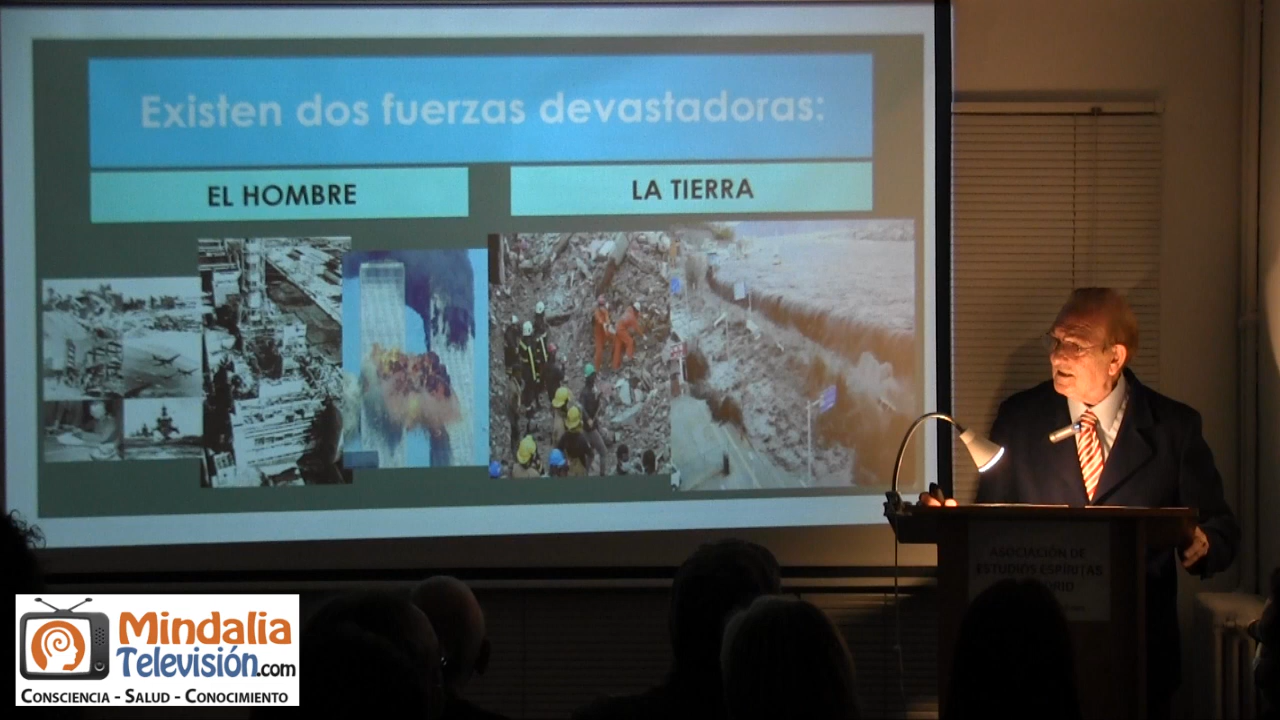 Existen dos fuerzas devastadoras:
EL HOMBRE
LA TIERRA
ASOCIACIÓN DE
ESTUDIOS ESPÍRITAS
Mindalia
Televisión.com
CONSCIENCIA - SALUD - CONOCIMIENTO